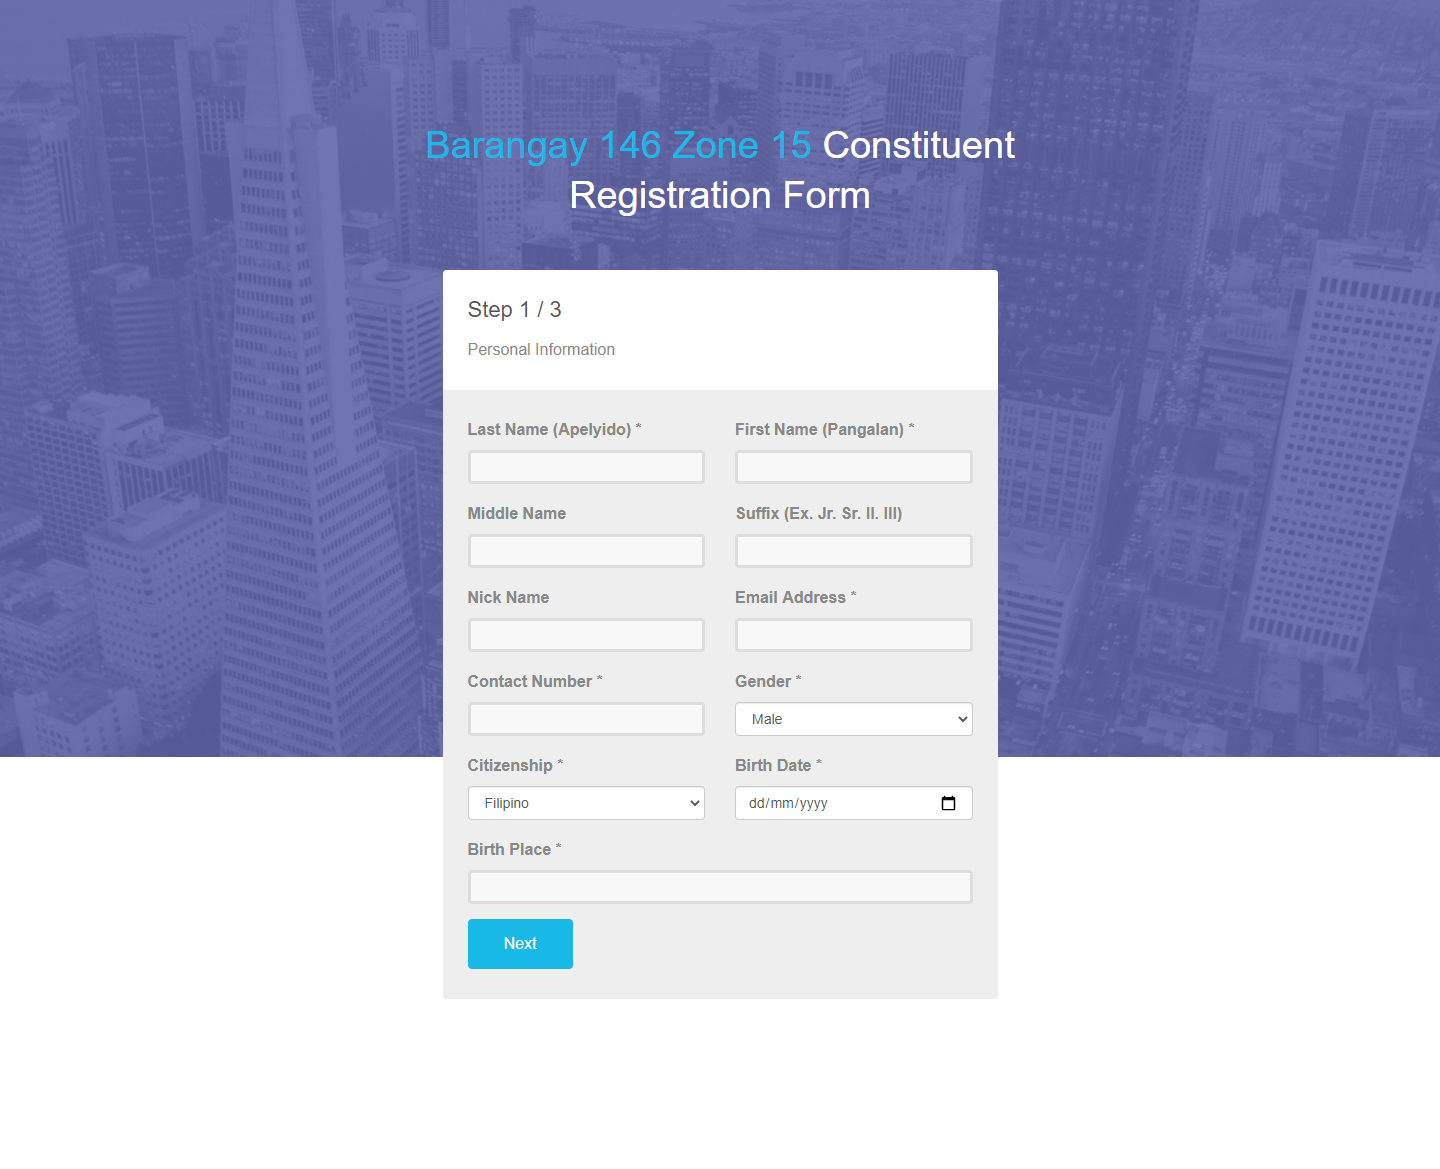 Barangay 146 Zone 15 Constituent
Registration Form
Step 1 / 3
Personal Information
Last Name (Apelyido) *
First Name (Pangalan) *
Middle Name
Suffix (Ex. Jr. Sr. II. III)
Nick Name
Email Address *
Contact Number *
Gender *
Male
Citizenship *
Birth Date *
Filipino
dd/mm/yyyy
Birth Place *
Next